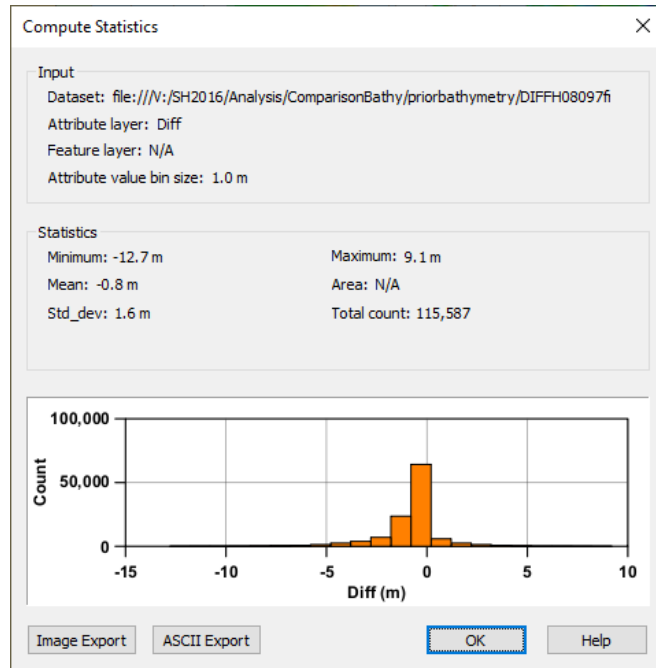 Compute Statistics
Input
Dataset: file:///V:/SH2016/Analysis/ComparisonBathy/priorbathymetry/DIFFH08097fi
Attribute layer: Diff
Feature layer: N/A
Attribute value bin size: 1.0 m
Statistics
Minimum: -12.7 m
Maximum: 9.1 m
Mean: -0.8 m
Area: N/A
Std_dev: 1.6 m
Total count: 115,587
100,000
50,000
0
Count
-15 -10 -5 0 5 10
Diff (m)
Image Export ASCII Export OK Help